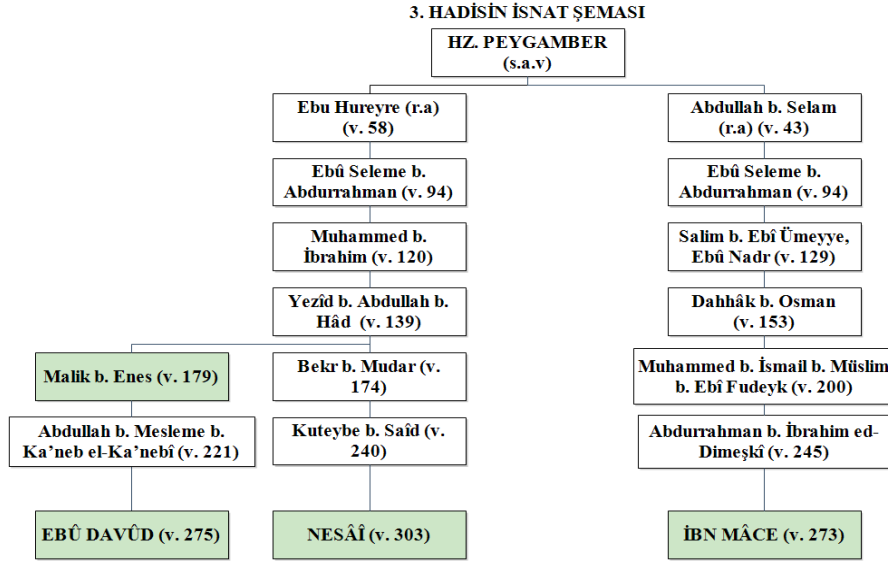 3. HADİSİN İSNAT ŞEMASI
HZ. PEYGAMBER
(s.a.v)
Ebu Hureyre (r.a)
(v. 58)
Abdullah b. Selam
(r.a) (v. 43)
Ebû Seleme b.
Abdurrahman (v. 94)
Ebû Seleme b.
Abdurrahman (v. 94)
Muhammed b.
İbrahim (v. 120)
Salim b. Ebî Ümeyye,
Ebû Nadr (v. 129)
Yezîd b. Abdullah b.
Hâd (v. 139)
Dahhâk b. Osman
(v. 153)
Malik b. Enes (v. 179)
Bekr b. Mudar (v.
174)
Muhammed b. İsmail b. Müslim
b. Ebî Fudeyk (v. 200)
Abdullah b. Mesleme b.
Ka’neb el-Ka’nebî (v. 221)
Kuteybe b. Saîd (v.
240)
Abdurrahman b. İbrahim ed-
Dimeşkî (v. 245)
EBÛ DAVÛD (v. 275)
NESÂÎ (v. 303)
İBN MÂCE (v. 273)